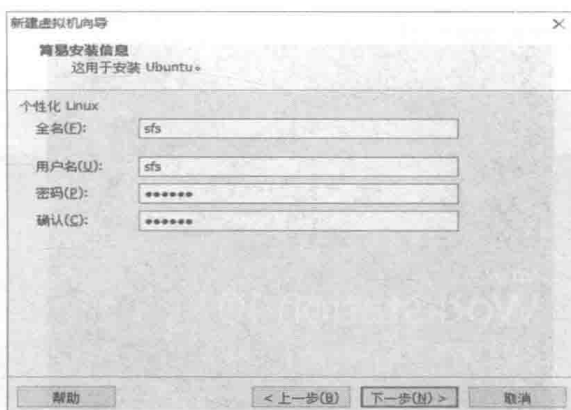 新建虚拟机向导
简易安装信息
这用于安装 Ubuntu。
个性化 Linux
全名(F): sfs
用户名(U): sfs
密码(P): ●●●●●●
确认(C): ●●●●●●
帮助 < 上一步(B) 下一步(N) > 取消